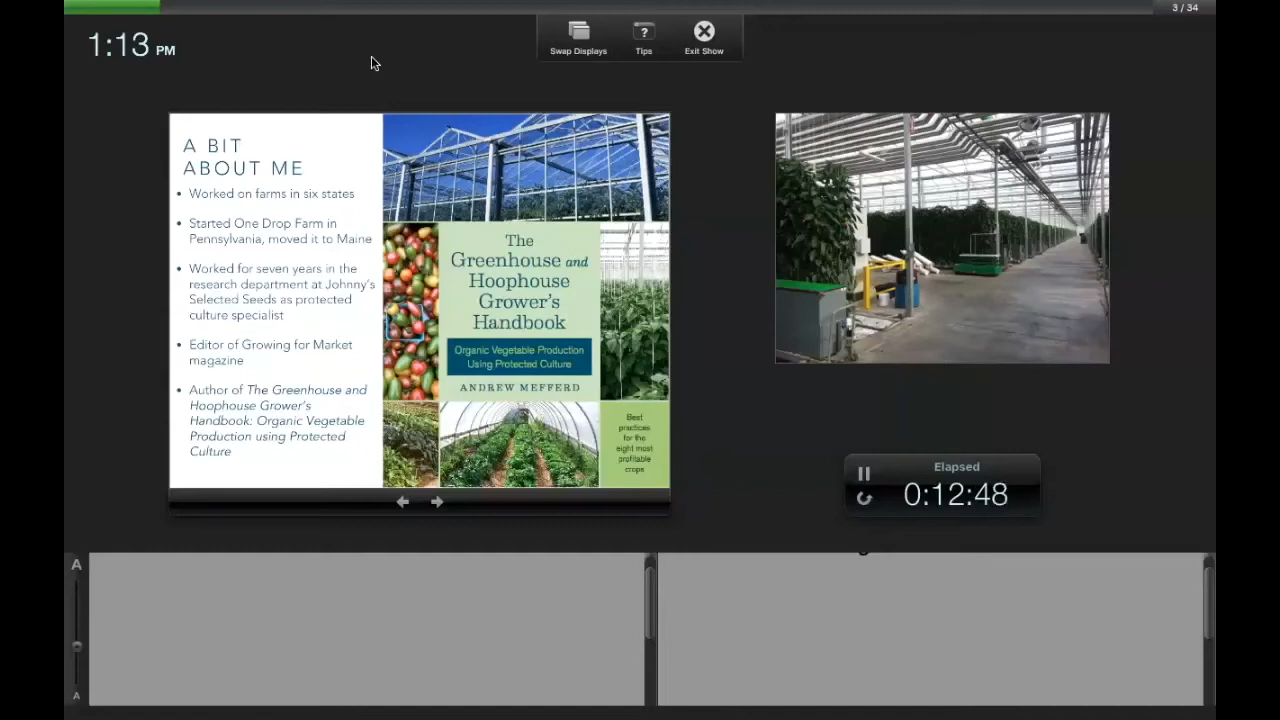 3 / 34
1:13 PM
Swap Displays
Tips
Exit Show
A BIT
ABOUT ME
• Worked on farms in six states
• Started One Drop Farm in
Pennsylvania, moved it to Maine
• Worked for seven years in the
research department at Johnny's
Selected Seeds as protected
culture specialist
• Editor of Growing for Market
magazine
• Author of The Greenhouse and
Hoophouse Grower's
Handbook: Organic Vegetable
Production using Protected
Culture
The
Greenhouse and
Hoophouse
Grower's
Handbook
Organic Vegetable Production
Using Protected Culture
ANDREW MEFFERD
Best
practices
for the
eight most
profitable
crops
Elapsed
0:12:48
A
A